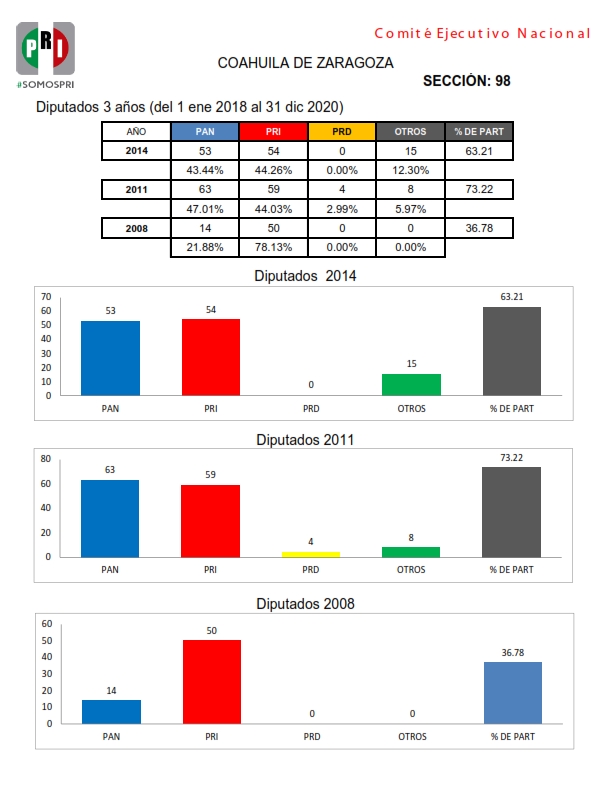 Comité Ejecutivo Nacional
PRI
#SOMOSPRI
COAHUILA DE ZARAGOZA
SECCIÓN: 98
Diputados 3 años (del 1 ene 2018 al 31 dic 2020)
AÑO PAN PRI PRD OTROS % DE PART
2014 53 54 0 15 63.21
43.44% 44.26% 0.00% 12.30%
2011 63 59 4 8 73.22
47.01% 44.03% 2.99% 5.97%
2008 14 50 0 0 36.78
21.88% 78.13% 0.00% 0.00%
Diputados 2014
70
60
50
40
30
20
10
0
53 54 0 15 63.21
PAN PRI PRD OTROS % DE PART
Diputados 2011
80
60
40
20
0
63 59 4 8 73.22
PAN PRI PRD OTROS % DE PART
Diputados 2008
60
50
40
30
20
10
0
14 50 0 0 36.78
PAN PRI PRD OTROS % DE PART